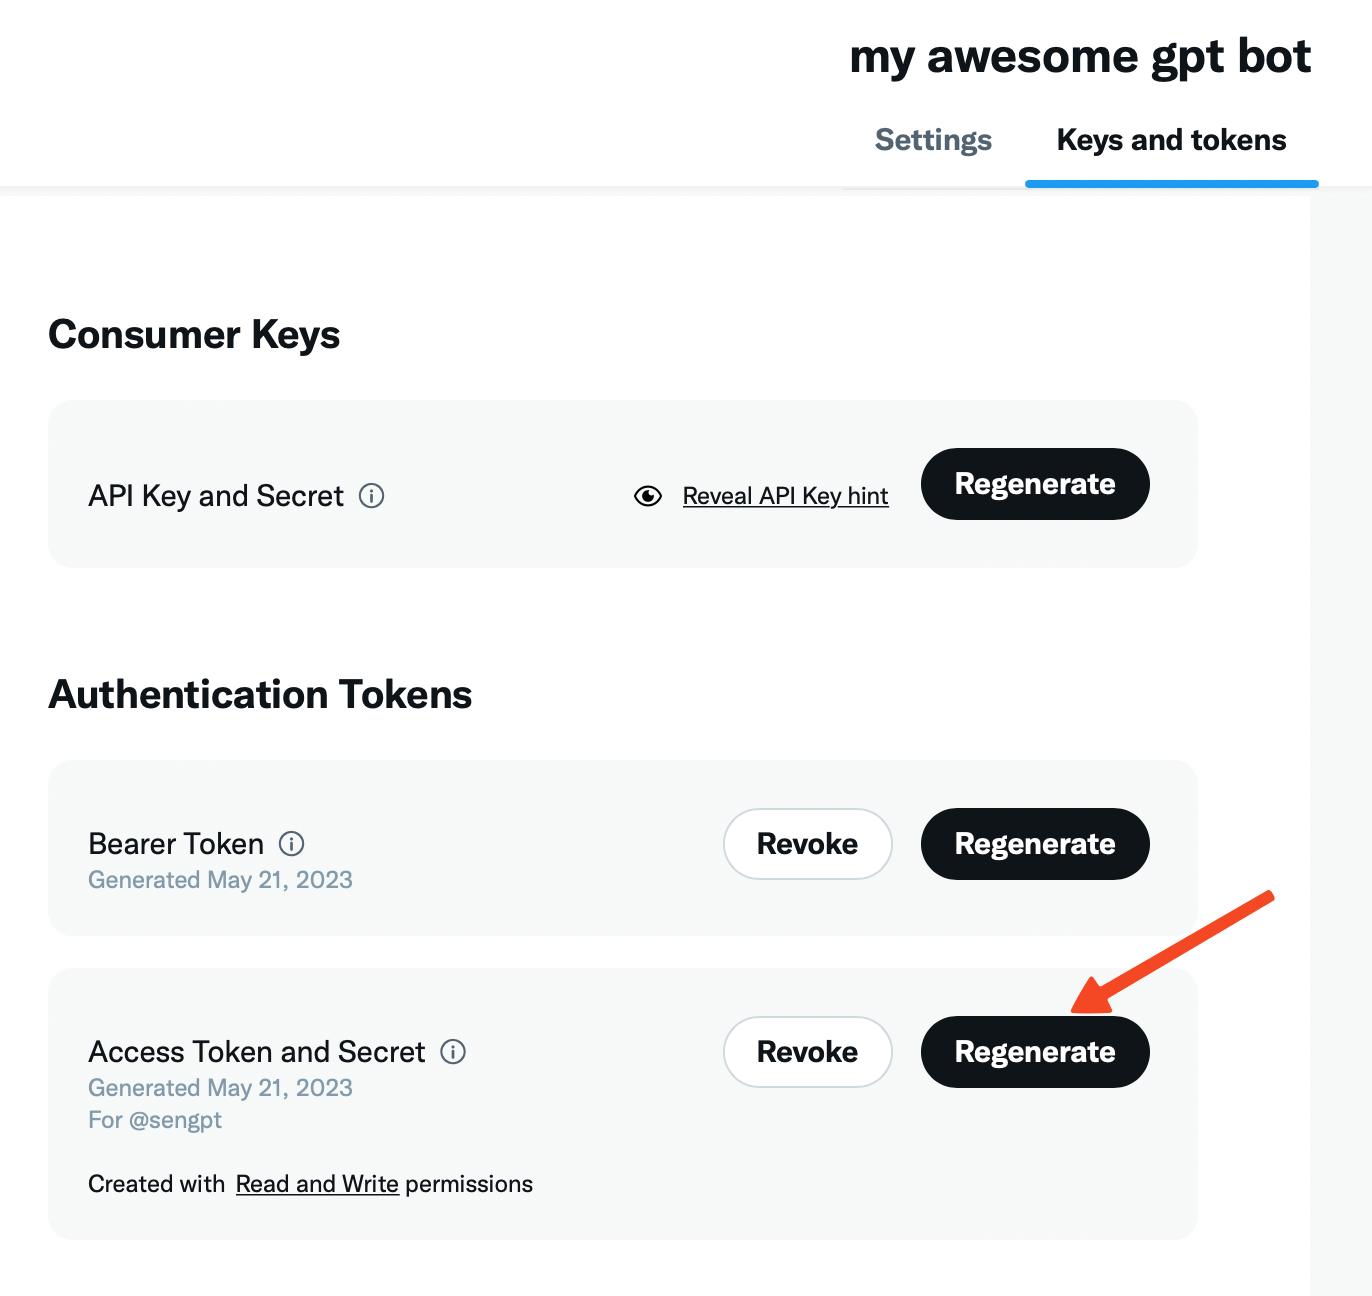 my awesome gpt bot
Settings
Keys and tokens
Consumer Keys
API Key and Secret
Reveal API Key hint
Regenerate
Authentication Tokens
Bearer Token
Generated May 21, 2023
Revoke
Regenerate
Access Token and Secret
Generated May 21, 2023
For @sengpt
Revoke
Regenerate
Created with Read and Write permissions